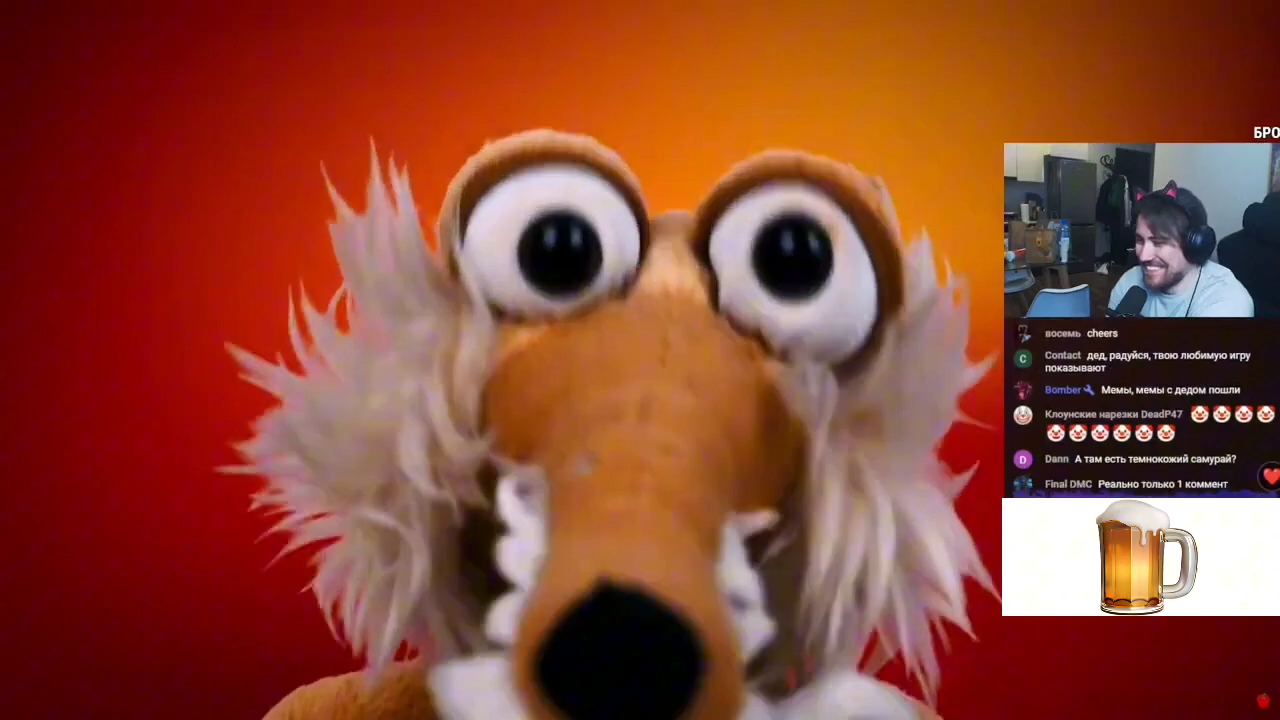 БРО
восемь cheers
C Contact дед, радуйся, твою любимую игру
показывают
Bomber Мемы, мемы с дедом пошли
Клоунские нарезки DeadP47
D Dann А там есть темнокожий самурай?
Final DMC Реально только 1 коммент